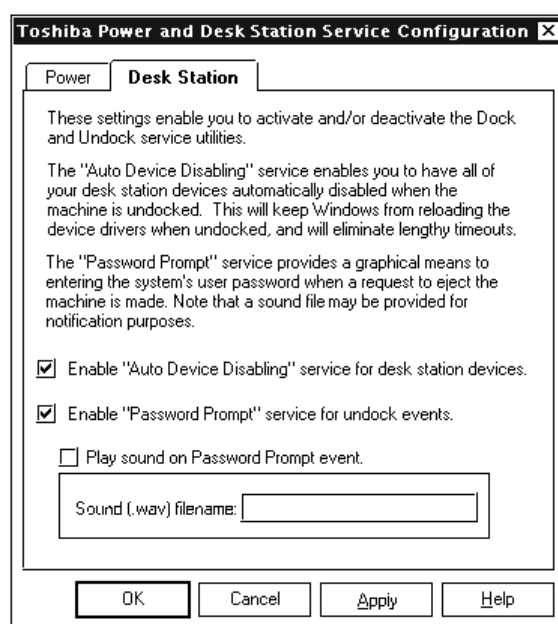 Toshiba Power and Desk Station Service Configuration
Power
Desk Station
These settings enable you to activate and/or deactivate the Dock
and Undock service utilities.
The "Auto Device Disabling" service enables you to have all of
your desk station devices automatically disabled when the
machine is undocked. This will keep Windows from reloading the
device drivers when undocked, and will eliminate lengthy timeouts.
The "Password Prompt" service provides a graphical means to
entering the system's user password when a request to eject the
machine is made. Note that a sound file may be provided for
notification purposes.
Enable "Auto Device Disabling" service for desk station devices.
Enable "Password Prompt" service for undock events.
Play sound on Password Prompt event.
Sound (.wav) filename:
OK
Cancel
Apply
Help